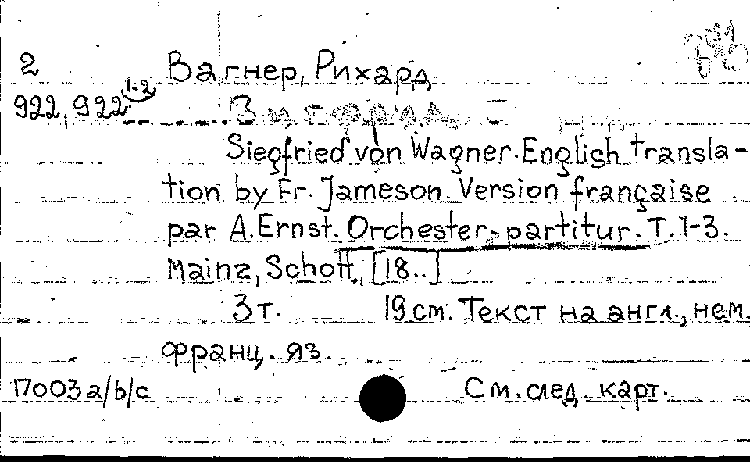 2 Вагнер, Рихард
922, 922 1-2 Зигфрид. =
Siegfried von Wagner. English transla-
tion by Fr. Jameson. Version française
par A. Ernst. Orchester-partitur. T. 1-3.
Mainz, Schott, [18..]
3 т. 19 см. Текст на англ., нем.
франц. яз.
17003 a/b/c См. след. карт.